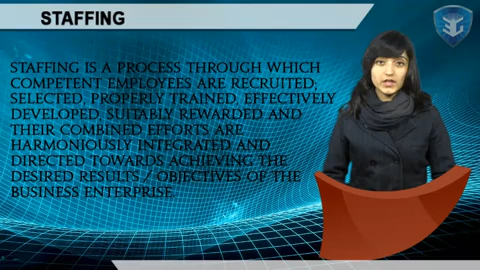 STAFFING
STAFFING IS A PROCESS THROUGH WHICH
COMPETENT EMPLOYEES ARE RECRUITED,
SELECTED, PROPERLY TRAINED, EFFECTIVELY
DEVELOPED, SUITABLY REWARDED AND
THEIR COMBINED EFFORTS ARE
HARMONIOUSLY INTEGRATED AND
DIRECTED TOWARDS ACHIEVING THE
DESIRED RESULTS / OBJECTIVES OF THE
BUSINESS ENTERPRISE.